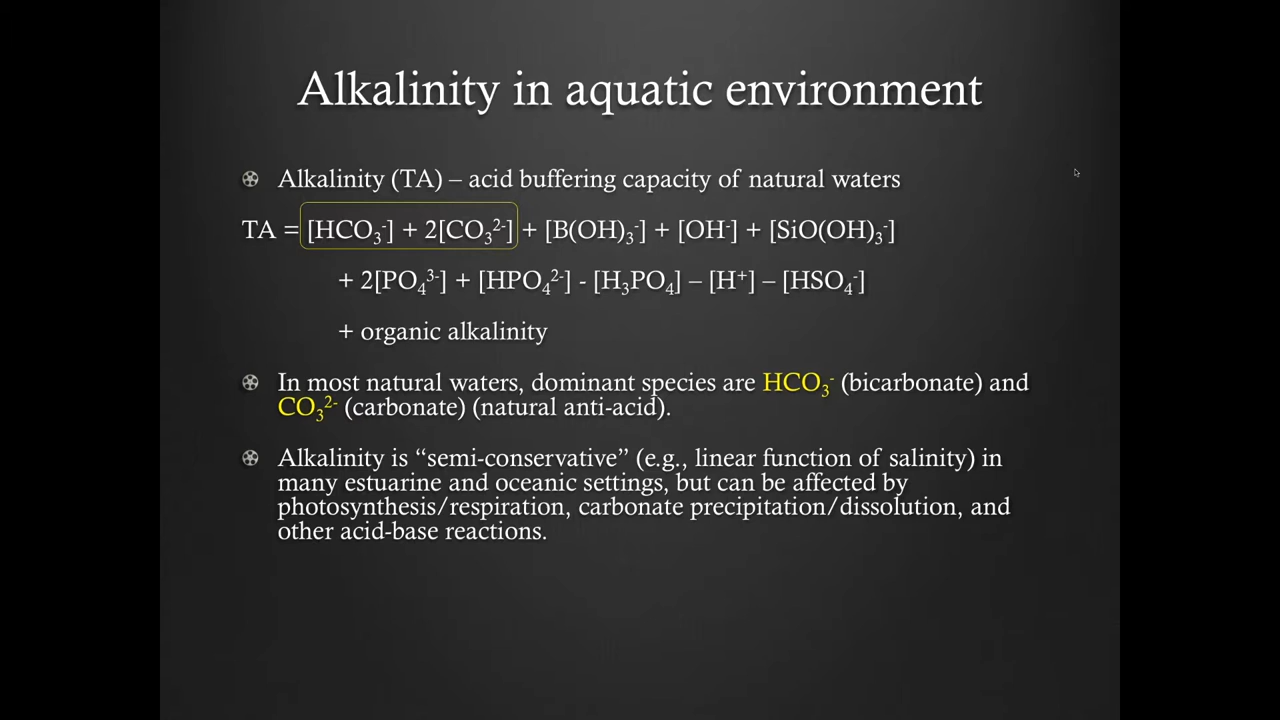 Alkalinity in aquatic environment
Alkalinity (TA) – acid buffering capacity of natural waters
TA = [HCO₃⁻] + 2[CO₃²⁻] + [B(OH)₃⁻] + [OH⁻] + [SiO(OH)₃⁻]
+ 2[PO₄³⁻] + [HPO₄²⁻] - [H₃PO₄] – [H⁺] – [HSO₄⁻]
+ organic alkalinity
In most natural waters, dominant species are HCO₃⁻ (bicarbonate) and
CO₃²⁻ (carbonate) (natural anti-acid).
Alkalinity is “semi-conservative” (e.g., linear function of salinity) in
many estuarine and oceanic settings, but can be affected by
photosynthesis/respiration, carbonate precipitation/dissolution, and
other acid-base reactions.